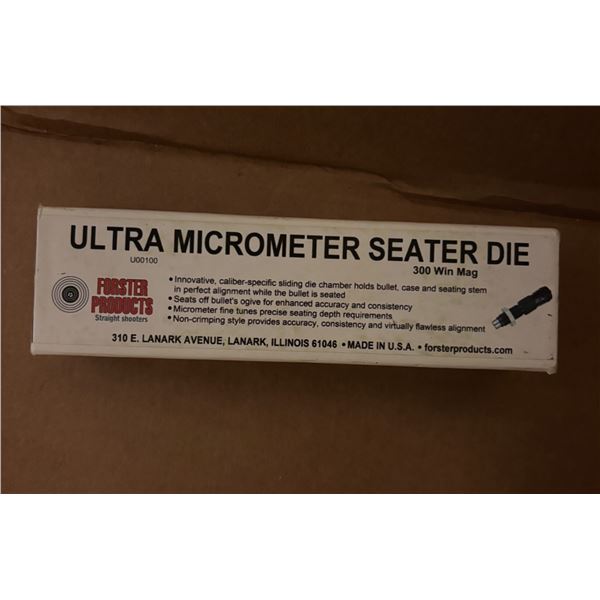 ULTRA MICROMETER SEATER DIE
U00100
300 Win Mag
FORSTER
PRODUCTS
Straight shooters
• Innovative, caliber-specific sliding die chamber holds bullet, case and seating stem
in perfect alignment while the bullet is seated
• Seats off bullet's ogive for enhanced accuracy and consistency
• Micrometer fine tunes precise seating depth requirements
• Non-crimping style provides accuracy, consistency and virtually flawless alignment
310 E. LANARK AVENUE, LANARK, ILLINOIS 61046 • MADE IN U.S.A. • forsterproducts.com